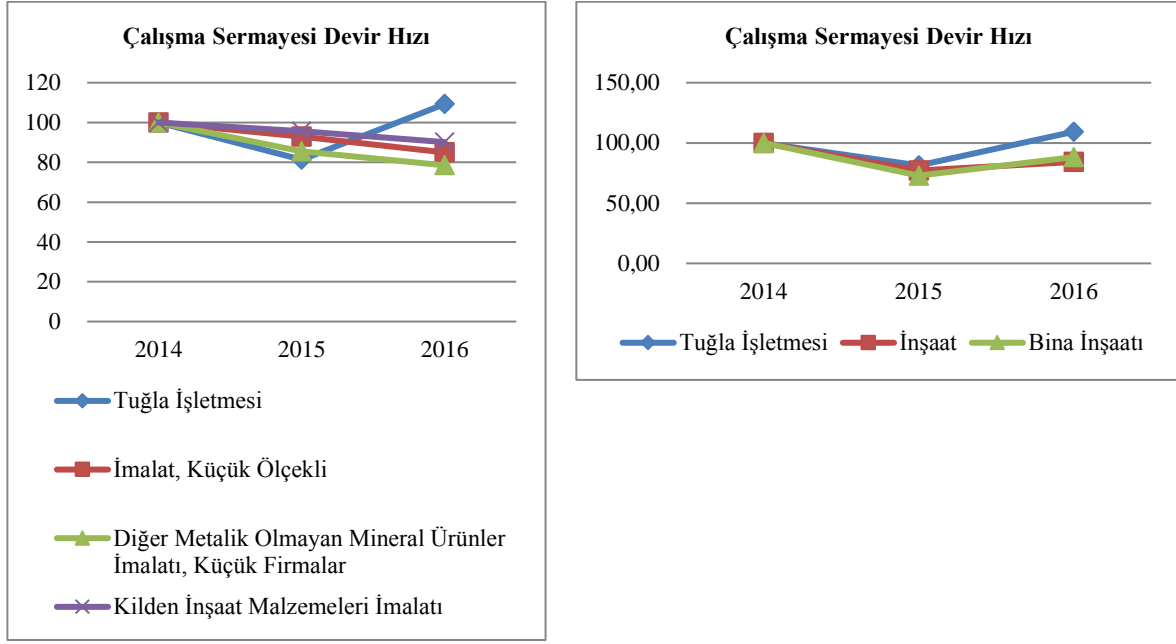 Çalışma Sermayesi Devir Hızı
120
100
80
60
40
20
0
2014 2015 2016
Tuğla İşletmesi
İmalat, Küçük Ölçekli
Diğer Metalik Olmayan Mineral Ürünler
İmalatı, Küçük Firmalar
Kilden İnşaat Malzemeleri İmalatı
Çalışma Sermayesi Devir Hızı
150,00
100,00
50,00
0,00
2014 2015 2016
Tuğla İşletmesi İnşaat Bina İnşaatı